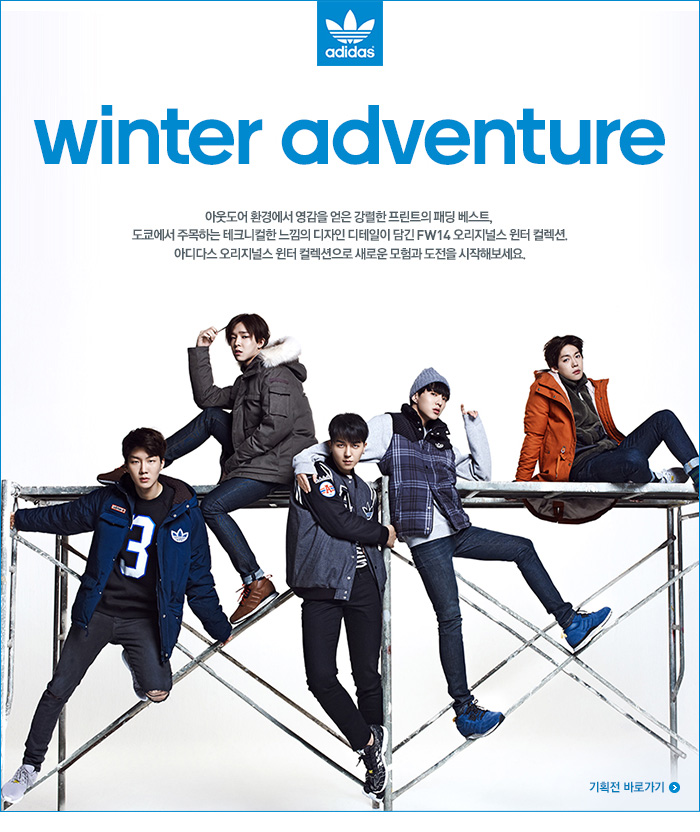 adidas
winter adventure
아웃도어 환경에서 영감을 얻은 강렬한 프린트의 패딩 베스트,
도쿄에서 주목하는 테크니컬한 느낌의 디자인 디테일이 담긴 FW14 오리지널스 윈터 컬렉션.
아디다스 오리지널스 윈터 컬렉션으로 새로운 모험과 도전을 시작해보세요.
3
기획전 바로가기